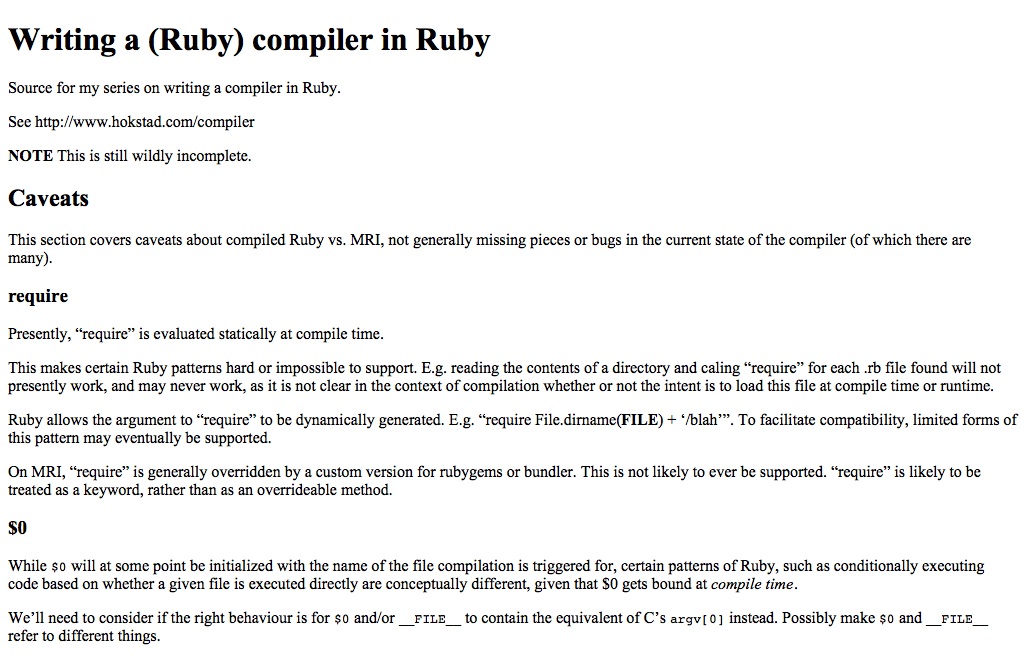 Writing a (Ruby) compiler in Ruby
Source for my series on writing a compiler in Ruby.
See http://www.hokstad.com/compiler
NOTE This is still wildly incomplete.
Caveats
This section covers caveats about compiled Ruby vs. MRI, not generally missing pieces or bugs in the current state of the compiler (of which there are
many).
require
Presently, “require” is evaluated statically at compile time.
This makes certain Ruby patterns hard or impossible to support. E.g. reading the contents of a directory and caling “require” for each .rb file found will not
presently work, and may never work, as it is not clear in the context of compilation whether or not the intent is to load this file at compile time or runtime.
Ruby allows the argument to “require” to be dynamically generated. E.g. “require File.dirname(FILE) + ‘/blah’”. To facilitate compatibility, limited forms of
this pattern may eventually be supported.
On MRI, “require” is generally overridden by a custom version for rubygems or bundler. This is not likely to ever be supported. “require” is likely to be
treated as a keyword, rather than as an overrideable method.
$0
While $0 will at some point be initialized with the name of the file compilation is triggered for, certain patterns of Ruby, such as conditionally executing
code based on whether a given file is executed directly are conceptually different, given that $0 gets bound at compile time.
We’ll need to consider if the right behaviour is for $0 and/or __FILE__ to contain the equivalent of C’s argv[0] instead. Possibly make $0 and __FILE__
refer to different things.